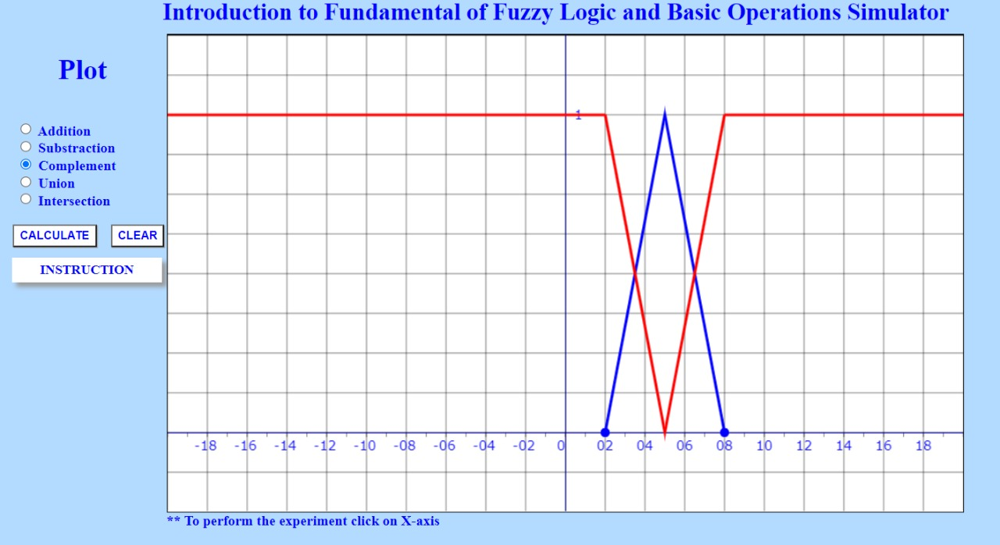 Introduction to Fundamental of Fuzzy Logic and Basic Operations Simulator
Plot
Addition
Substraction
Complement
Union
Intersection
CALCULATE CLEAR
INSTRUCTION
1
-18 -16 -14 -12 -10 -08 -06 -04 -02 0 02 04 06 08 10 12 14 16 18
** To perform the experiment click on X-axis